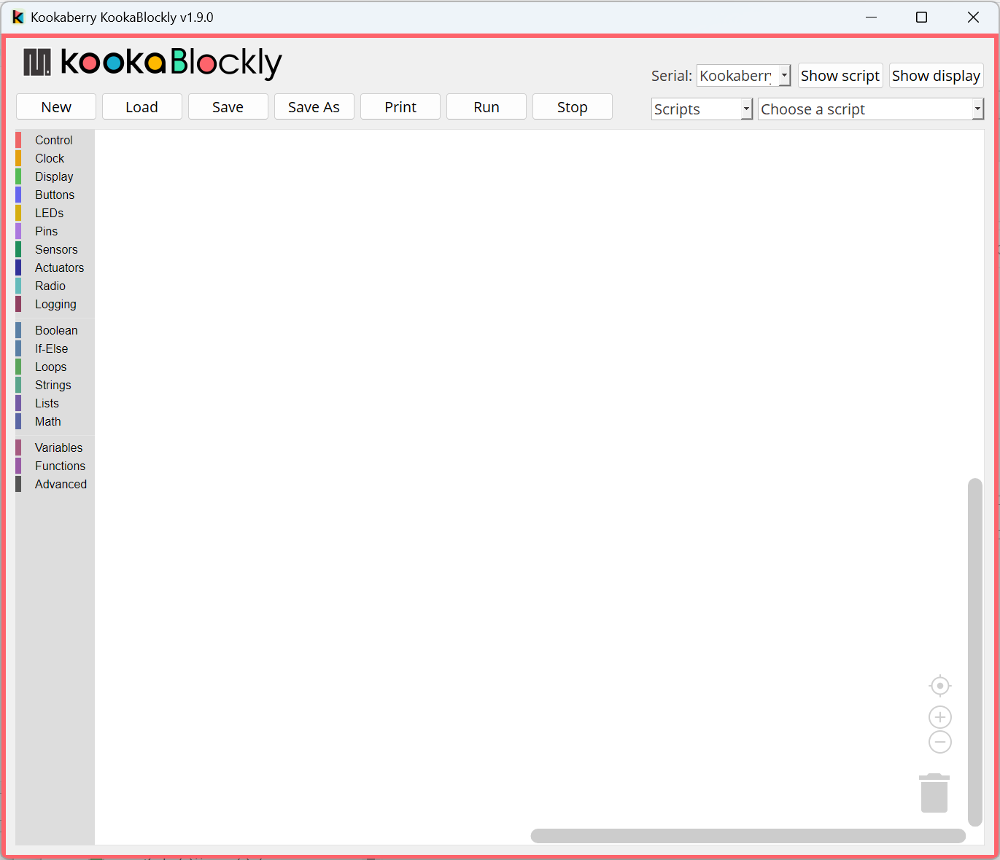 Kookaberry KookaBlockly v1.9.0
kookaBlockly
Serial: Kookaberr Show script Show display
New Load Save Save As Print Run Stop
Scripts Choose a script
Control
Clock
Display
Buttons
LEDs
Pins
Sensors
Actuators
Radio
Logging
Boolean
If-Else
Loops
Strings
Lists
Math
Variables
Functions
Advanced